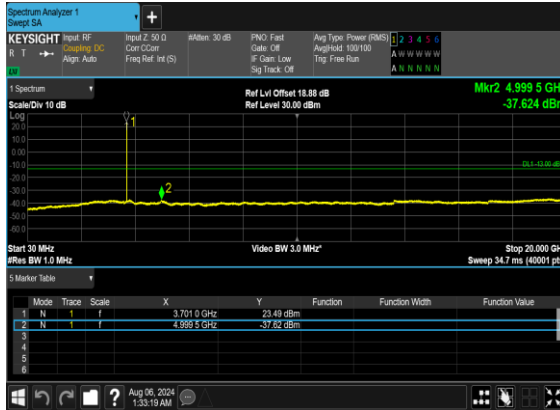 Spectrum Analyzer 1
Swept SA
+
KEYSIGHT Input: RF Input Z: 50 Ω #Atten: 30 dB PNO: Fast Avg Type: Power (RMS) 1 2 3 4 5 6
R T Coupling: DC Corr CCorr Gate: Off Avg|Hold: 100/100 A W W W W W
Align: Auto Freq Ref: Int (S) IF Gain: Low Trig: Free Run
Sig Track: Off A N N N N N
LXI
1 Spectrum Ref Lvl Offset 18.88 dB Mkr2 4.999 5 GH
Scale/Div 10 dB Ref Level 30.00 dBm -37.624 dB
Log
20.0
10.0
0.00
-10.0
-20.0
-30.0
-40.0
-50.0
-60.0
1
2
DL1 -13.00 dB
Start 30 MHz Video BW 3.0 MHz* Stop 20.000 GH
#Res BW 1.0 MHz Sweep 34.7 ms (40001 pt
5 Marker Table
Mode Trace Scale X Y Function Function Width Function Value
1 N 1 f 3.701 0 GHz 23.49 dBm
2 N 1 f 4.999 5 GHz -37.62 dBm
3
4
5
6
? Aug 06, 2024
1:33:19 AM